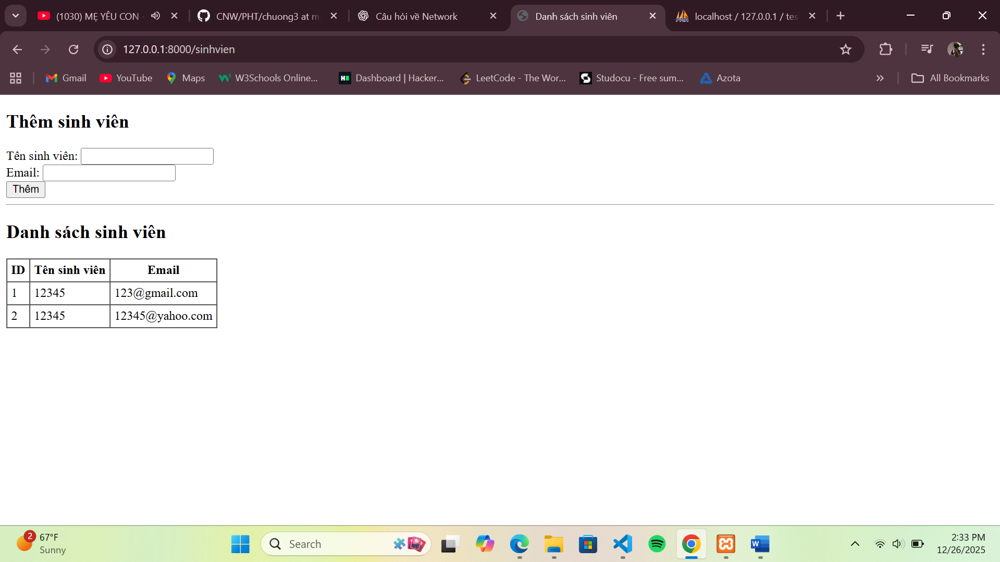 (1030) MẸ YÊU CON -
CNW/PHT/chuong3 at m
Câu hỏi về Network
Danh sách sinh viên
localhost / 127.0.0.1 / tes
127.0.0.1:8000/sinhvien
Gmail
YouTube
Maps
W3Schools Online...
Dashboard | Hacker...
LeetCode - The Wor...
Studocu - Free sum...
Azota
All Bookmarks
Thêm sinh viên
Tên sinh viên:
Email:
Thêm
Danh sách sinh viên
ID Tên sinh viên Email
1 12345 123@gmail.com
2 12345 12345@yahoo.com
2
67°F
Sunny
Search
2:33 PM
12/26/2025